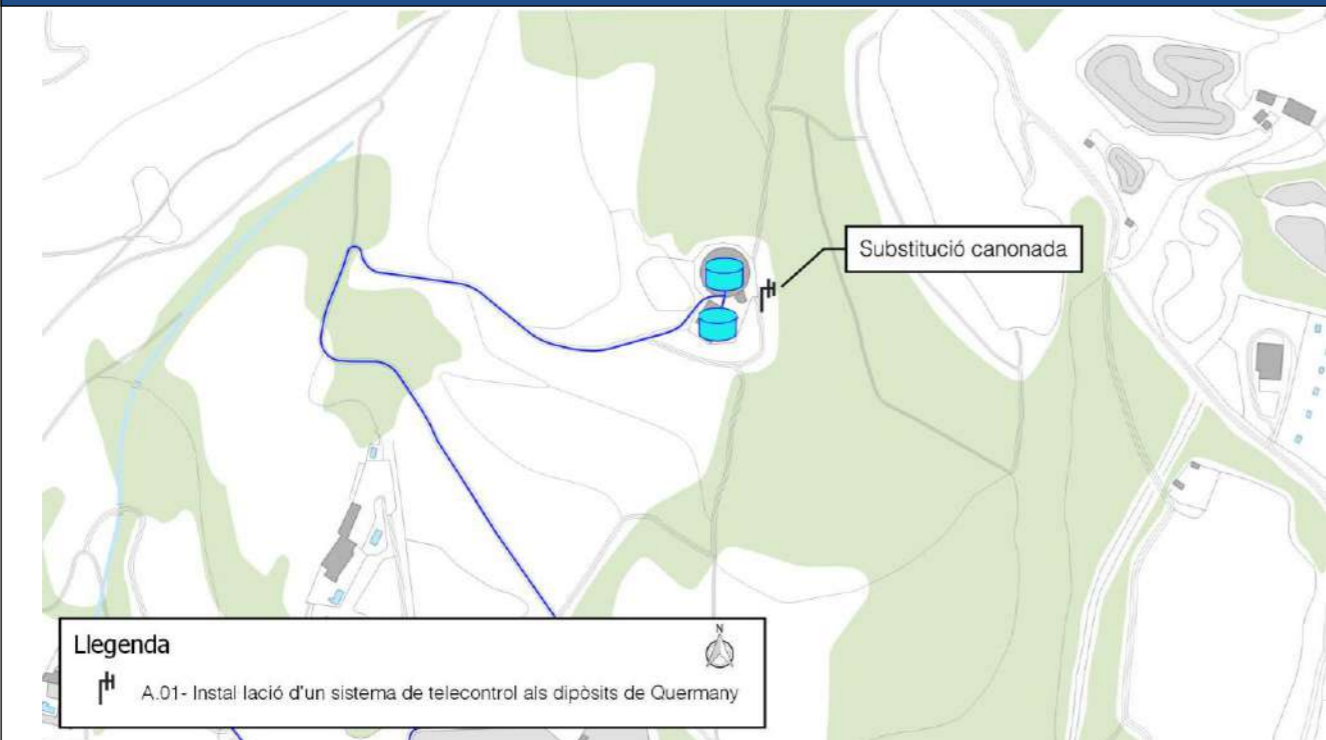 Substitució canonada
Llegenda
N
A.01- Instal lació d'un sistema de telecontrol als dipòsits de Quermany